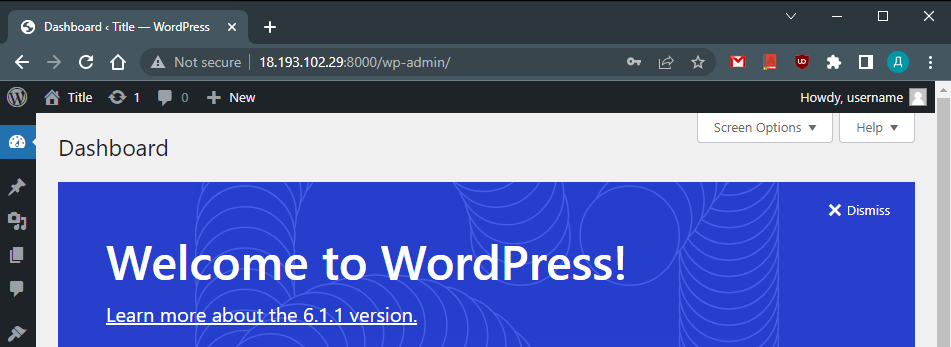 Dashboard ‹ Title — WordPress
Not secure 18.193.102.29:8000/wp-admin/
Д
Title 1 0 New Howdy, username
Screen Options Help
Dashboard
Dismiss
Welcome to WordPress!
Learn more about the 6.1.1 version.